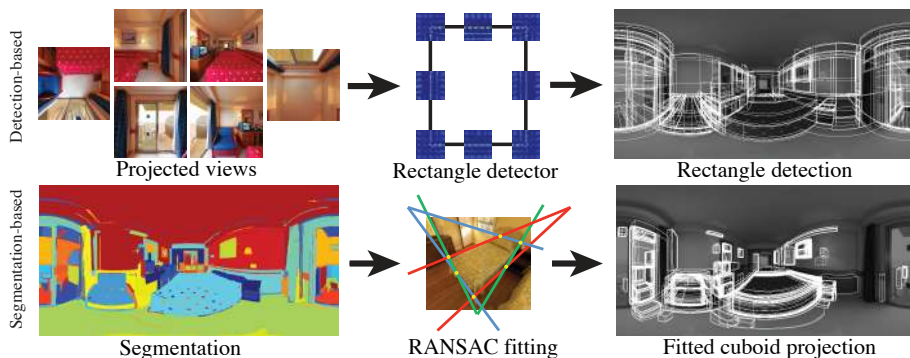 Detection-based
Projected views
Rectangle detector
Rectangle detection
Segmentation-based
Segmentation
RANSAC fitting
Fitted cuboid projection